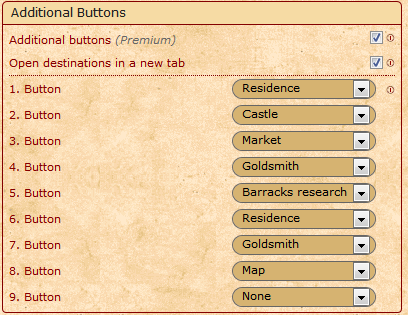 Additional Buttons
Additional buttons (Premium)
Open destinations in a new tab
1. Button Residence
2. Button Castle
3. Button Market
4. Button Goldsmith
5. Button Barracks research
6. Button Residence
7. Button Goldsmith
8. Button Map
9. Button None